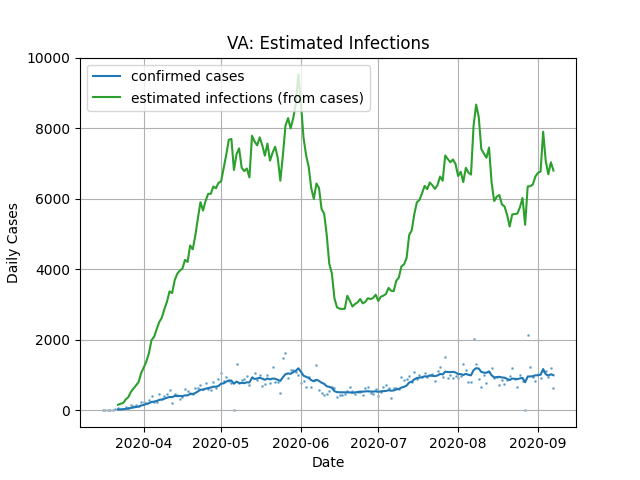 VA: Estimated Infections
confirmed cases
estimated infections (from cases)
Daily Cases
10000
8000
6000
4000
2000
0
2020-04 2020-05 2020-06 2020-07 2020-08 2020-09
Date